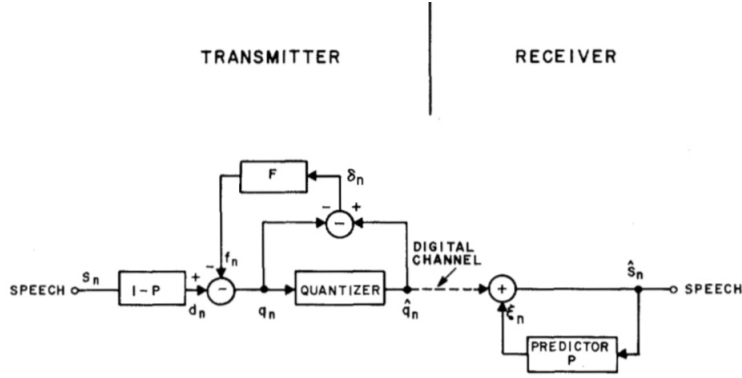 TRANSMITTER
RECEIVER
F
δn
−
+
−
DIGITAL
CHANNEL
fn
−
SPEECH
Sn
I-P
+
dn
−
qn
QUANTIZER
q̂n
+
ξn
Ŝn
SPEECH
PREDICTOR
P